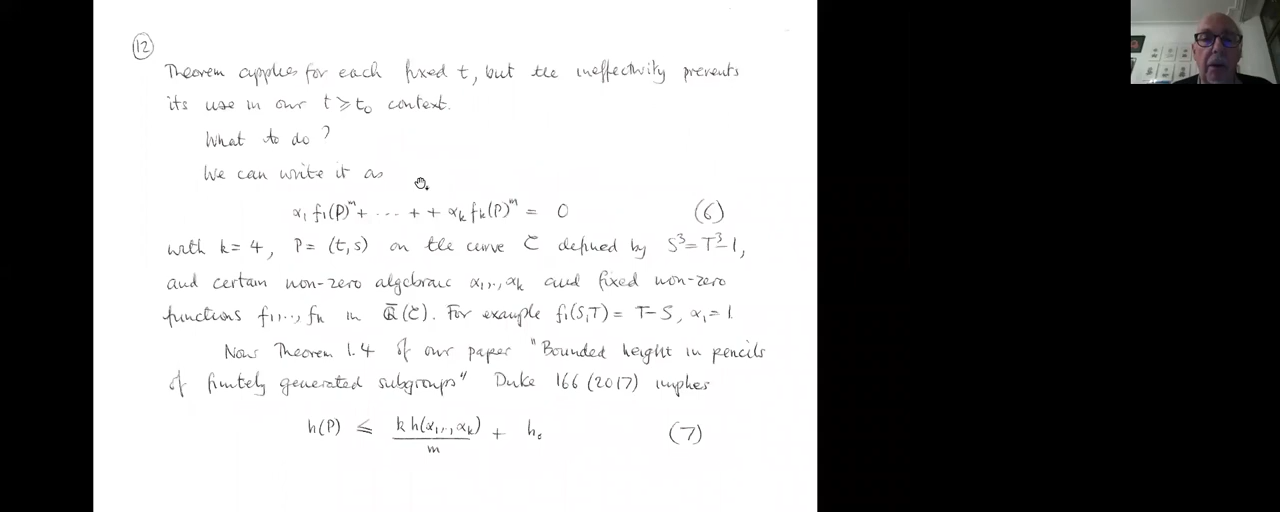 12
Theorem applies for each fixed t, but the ineffectivity prevents
its use in our t ≥ t₀ context.
What to do?
We can write it as
α₁ f₁(P)ᵐ + ··· + + αₖ fₖ(P)ᵐ = 0 (6)
with k = 4, P = (t, s) on the curve C defined by S³ = T³ - 1,
and certain non-zero algebraic α₁,..,αₖ and fixed non-zero
functions f₁,..,fₖ in Q̄(C). For example f₁(S,T) = T - S, α₁ = 1.
Now Theorem 1.4 of our paper "Bounded height in pencils
of finitely generated subgroups" Duke 166 (2017) implies
h(P) ≤ k h(α₁,..,αₖ) / m + h₀ (7)